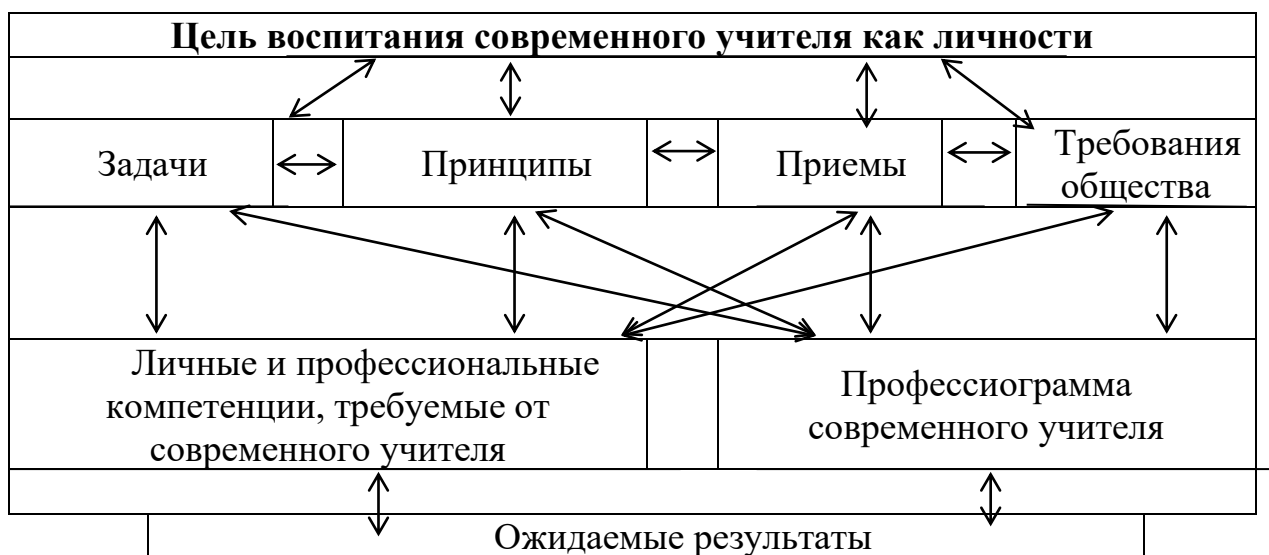 Цель воспитания современного учителя как личности
Задачи
Принципы
Приемы
Требования
общества
Личные и профессиональные
компетенции, требуемые от
современного учителя
Профессиограмма
современного учителя
Ожидаемые результаты